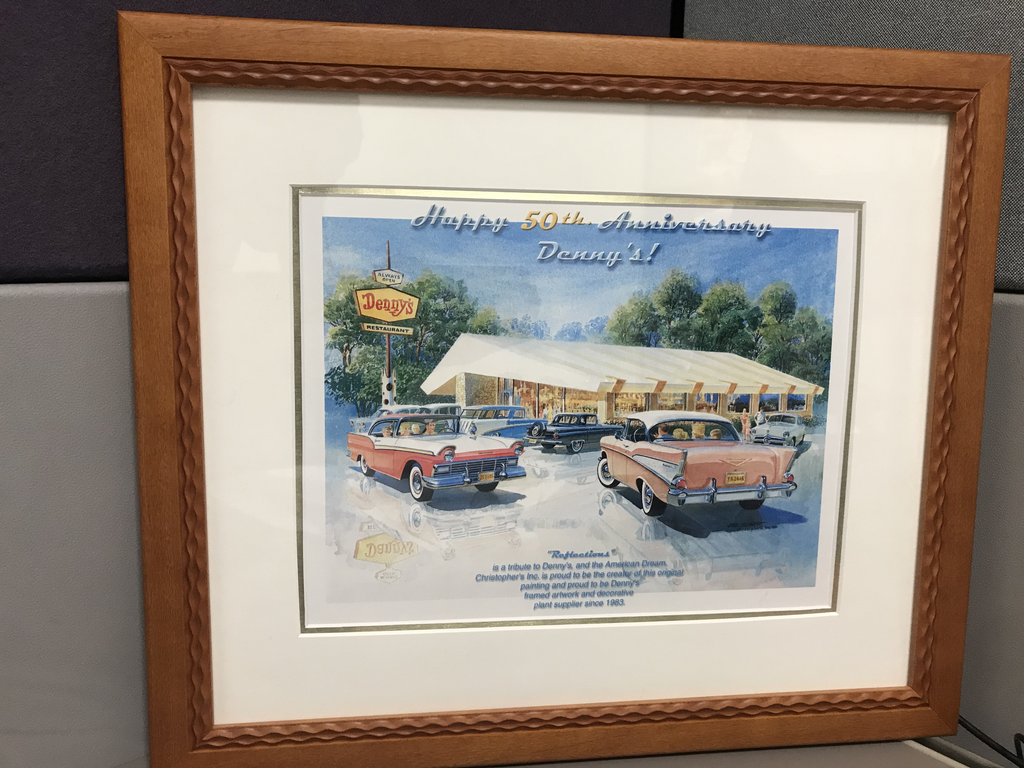 Happy 50th. Anniversary
Denny's!
ALWAYS
OPEN
Denny's
RESTAURANT
Denny's
"Reflections"
is a tribute to Denny's, and the American Dream.
Christopher's Inc. is proud to be the creator of this original
painting and proud to be Denny's
framed artwork and decorative
plant supplier since 1983.